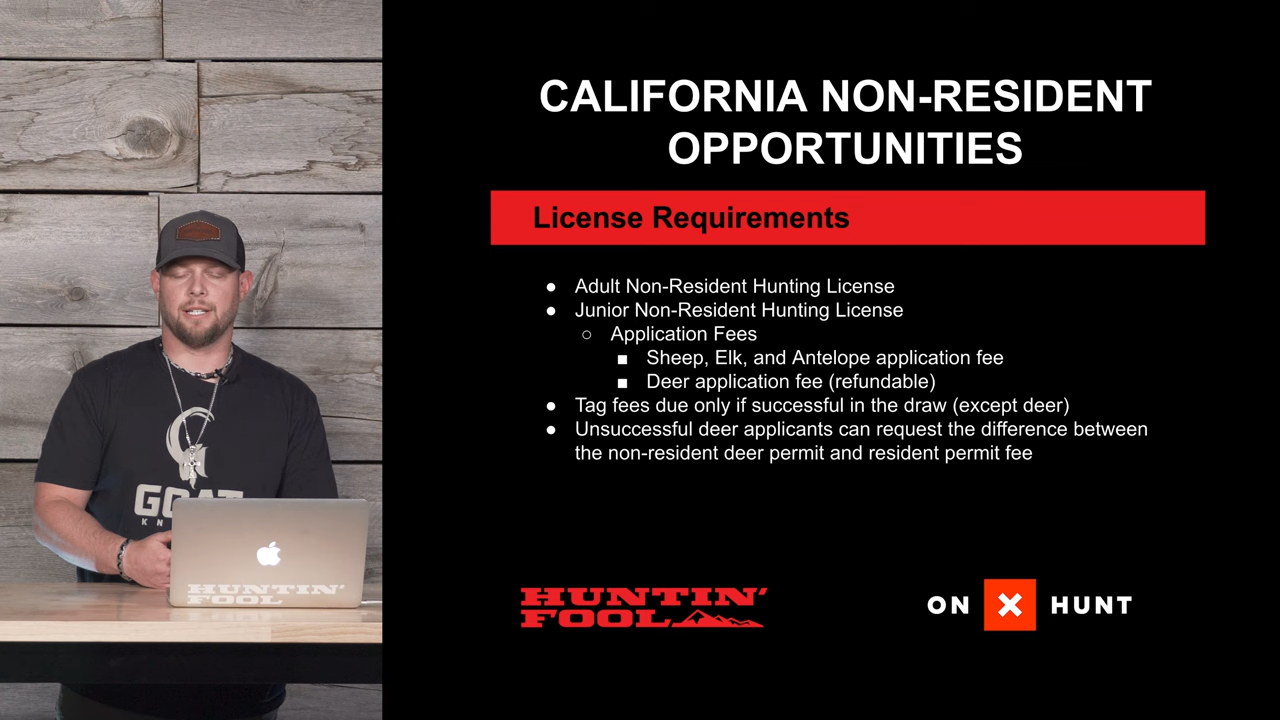 CALIFORNIA NON-RESIDENT
OPPORTUNITIES
License Requirements
● Adult Non-Resident Hunting License
● Junior Non-Resident Hunting License
○ Application Fees
■ Sheep, Elk, and Antelope application fee
■ Deer application fee (refundable)
● Tag fees due only if successful in the draw (except deer)
● Unsuccessful deer applicants can request the difference between
the non-resident deer permit and resident permit fee
GOAT
HUNTIN'
FOOL
HUNTIN'
FOOL
ON X HUNT